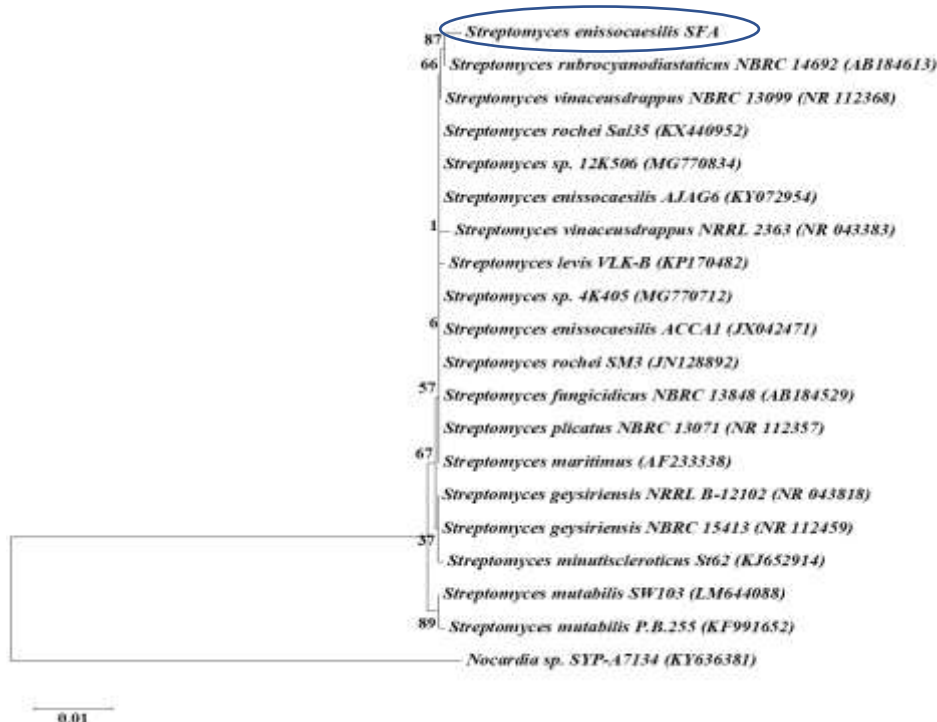 Streptomyces enissocaesilis SFA
87
66
Streptomyces rubrocyanodiastaticus NBRC 14692 (AB184613)
Streptomyces vinaceusdrappus NBRC 13099 (NR 112368)
Streptomyces rochei Sal35 (KX440952)
Streptomyces sp. 12K506 (MG770834)
Streptomyces enissocaesilis AJAG6 (KY072954)
1
Streptomyces vinaceusdrappus NRRL 2363 (NR 043383)
Streptomyces levis VLK-B (KP170482)
Streptomyces sp. 4K405 (MG770712)
6
Streptomyces enissocaesilis ACCA1 (JX042471)
Streptomyces rochei SM3 (JN128892)
57
Streptomyces fungicidicus NBRC 13848 (AB184529)
Streptomyces plicatus NBRC 13071 (NR 112357)
67
Streptomyces maritimus (AF233338)
Streptomyces geysiriensis NRRL B-12102 (NR 043818)
Streptomyces geysiriensis NBRC 15413 (NR 112459)
37
Streptomyces minutiscleroticus St62 (KJ652914)
Streptomyces mutabilis SW103 (LM644088)
89
Streptomyces mutabilis P.B.255 (KF991652)
Nocardia sp. SYP-A7134 (KY636381)
0.01